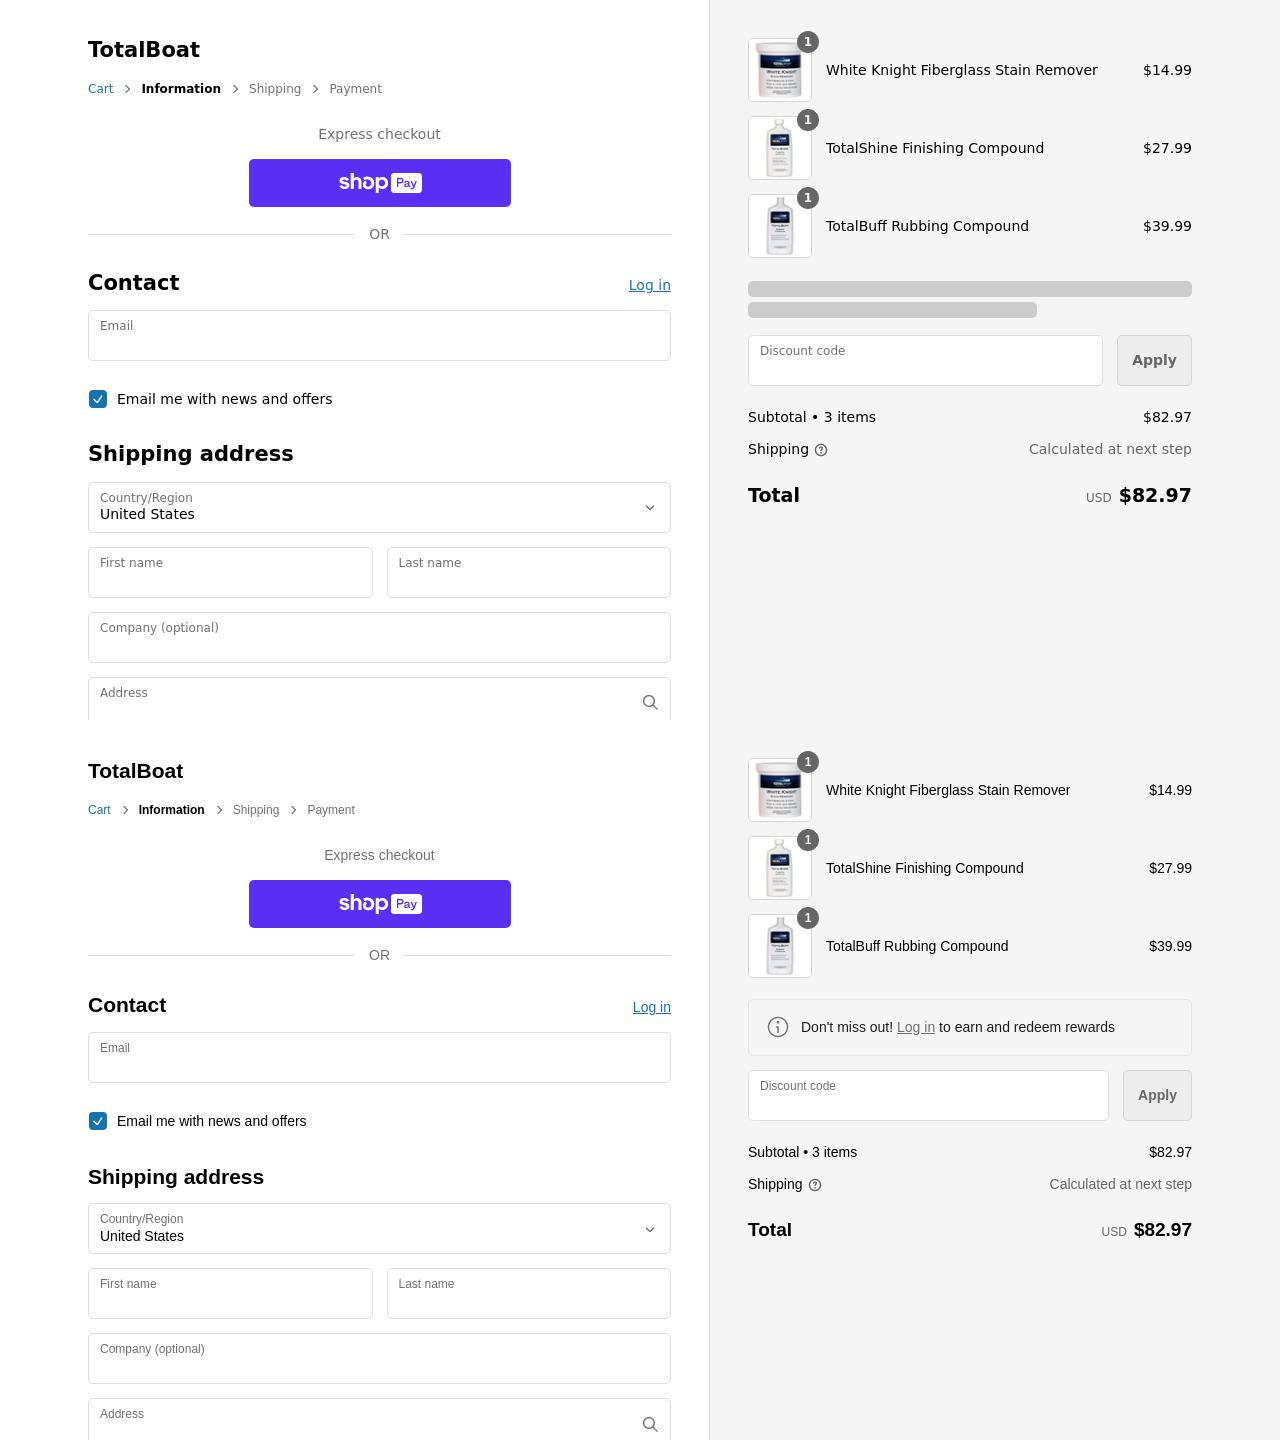 TotalBoat
Cart > Information > Shipping > Payment
Express checkout
shop Pay
OR
Contact
Log in
Email
Email me with news and offers
Shipping address
Country/Region
United States
First name
Last name
Company (optional)
Address
1
WHITE KNIGHT
White Knight Fiberglass Stain Remover
$14.99
1
TotalShine Finishing Compound
$27.99
1
TotalBuff Rubbing Compound
$39.99
Discount code
Apply
Subtotal • 3 items
$82.97
Shipping
Calculated at next step
Total
USD $82.97
TotalBoat
Cart > Information > Shipping > Payment
Express checkout
shop Pay
OR
Contact
Log in
Email
Email me with news and offers
Shipping address
Country/Region
United States
First name
Last name
Company (optional)
Address
1
WHITE KNIGHT
White Knight Fiberglass Stain Remover
$14.99
1
TotalShine Finishing Compound
$27.99
1
TotalBuff Rubbing Compound
$39.99
Don't miss out! Log in to earn and redeem rewards
Discount code
Apply
Subtotal • 3 items
$82.97
Shipping
Calculated at next step
Total
USD $82.97